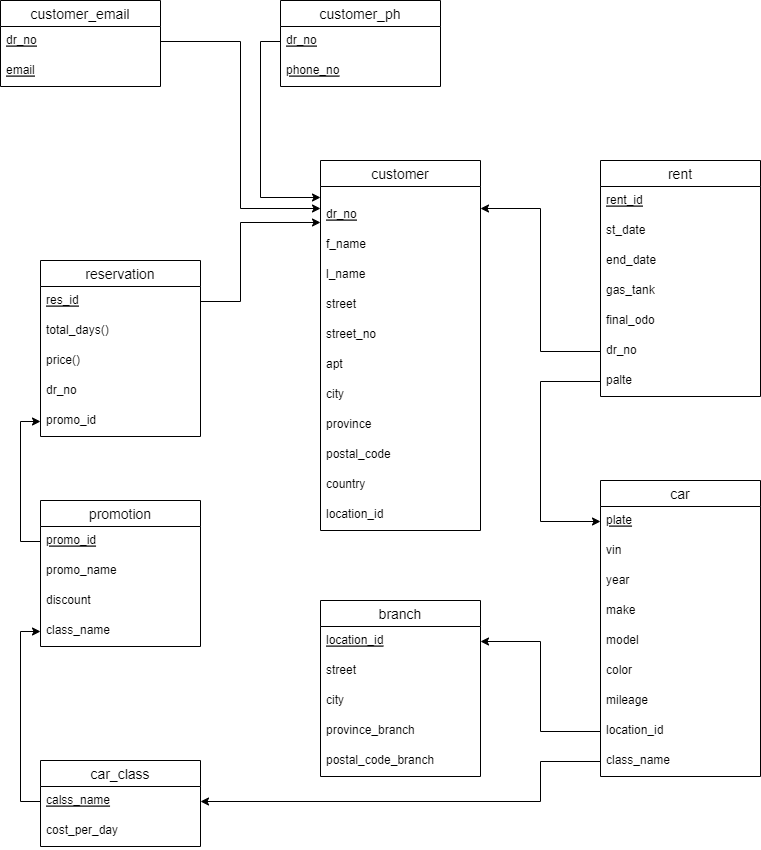 customer_email
dr_no
email
customer_ph
dr_no
phone_no
customer
dr_no
f_name
l_name
street
street_no
apt
city
province
postal_code
country
location_id
rent
rent_id
st_date
end_date
gas_tank
final_odo
dr_no
palte
reservation
res_id
total_days()
price()
dr_no
promo_id
promotion
promo_id
promo_name
discount
class_name
branch
location_id
street
city
province_branch
postal_code_branch
car
plate
vin
year
make
model
color
mileage
location_id
class_name
car_class
calss_name
cost_per_day